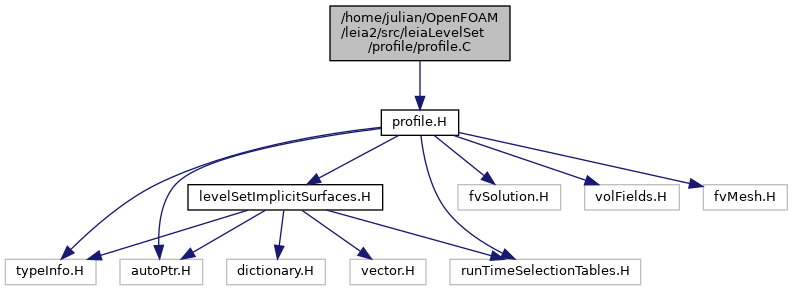 /home/julian/OpenFOAM
/leia2/src/leiaLevelSet
/profile/profile.C
profile.H
levelSetImplicitSurfaces.H
fvSolution.H
volFields.H
fvMesh.H
typeInfo.H
autoPtr.H
dictionary.H
vector.H
runTimeSelectionTables.H